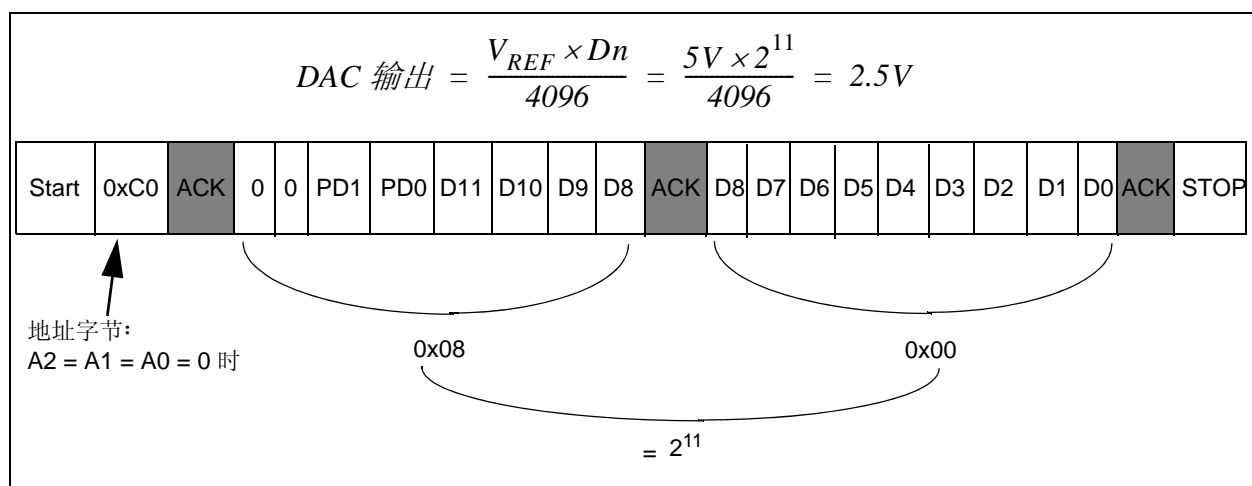 DAC 输出 = V_REF × Dn / 4096 = 5V × 2^11 / 4096 = 2.5V
Start 0xC0 ACK 0 0 PD1 PD0 D11 D10 D9 D8 ACK D8 D7 D6 D5 D4 D3 D2 D1 D0 ACK STOP
地址字节:
A2 = A1 = A0 = 0 时
0x08 0x00
= 2^11